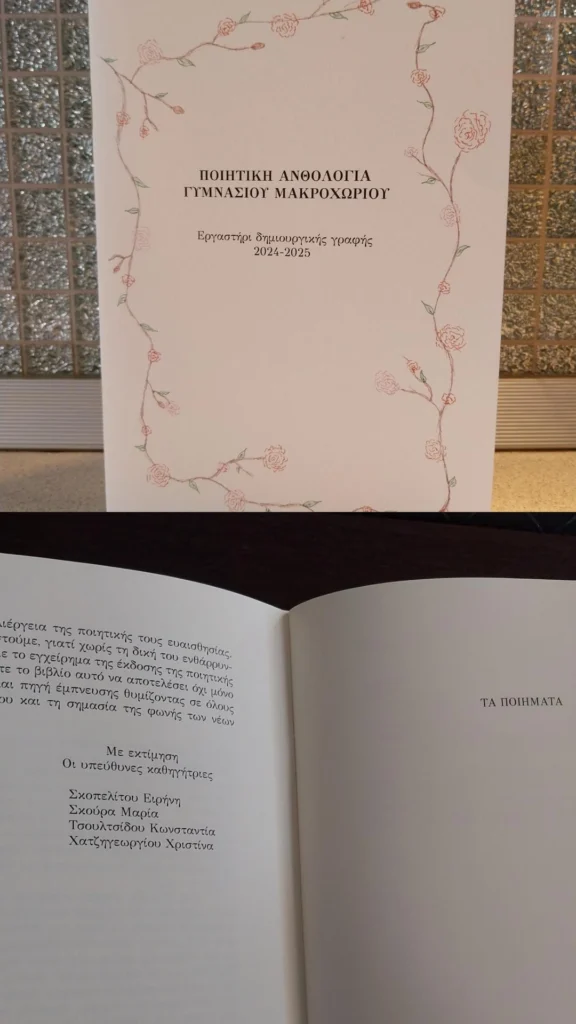 ΠΟΙΗΤΙΚΗ ΑΝΘΟΛΟΓΙΑ
ΓΥΜΝΑΣΙΟΥ ΜΑΚΡΟΧΩΡΙΟΥ
Εργαστήρι δημιουργικής γραφής
2024-2025
της ποιητικής τους ευαισθησίας.
γιατί χωρίς τη δική του ενθάρρυν-
το εγχείρημα της έκδοσης της ποιητικής
το βιβλίο αυτό να αποτελέσει όχι μόνο
πηγή έμπνευσης θυμίζοντας σε όλους
και τη σημασία της φωνής των νέων
Με εκτίμηση
Οι υπεύθυνες καθηγήτριες
Σκοπελίτου Ειρήνη
Σκούρα Μαρία
Τσουλτσίδου Κωνσταντία
Χατζηγεωργίου Χριστίνα
ΤΑ ΠΟΙΗΜΑΤΑ